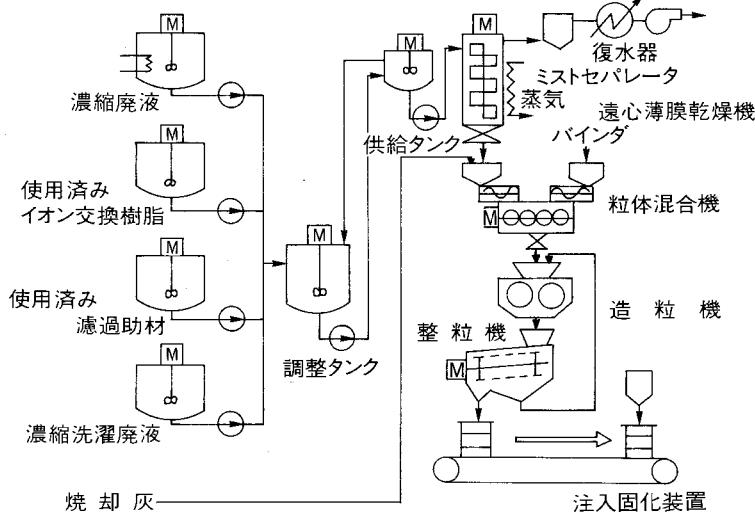 M
M
M
復水器
ミストセパレータ
濃縮廃液
蒸気
遠心薄膜乾燥機
供給タンク
バインダ
M
使用済み
イオン交換樹脂
M
粒体混合機
M
M
使用済み
濾過助材
造粒機
整粒機
調整タンク
M
M
濃縮洗濯廃液
焼却灰
注入固化装置